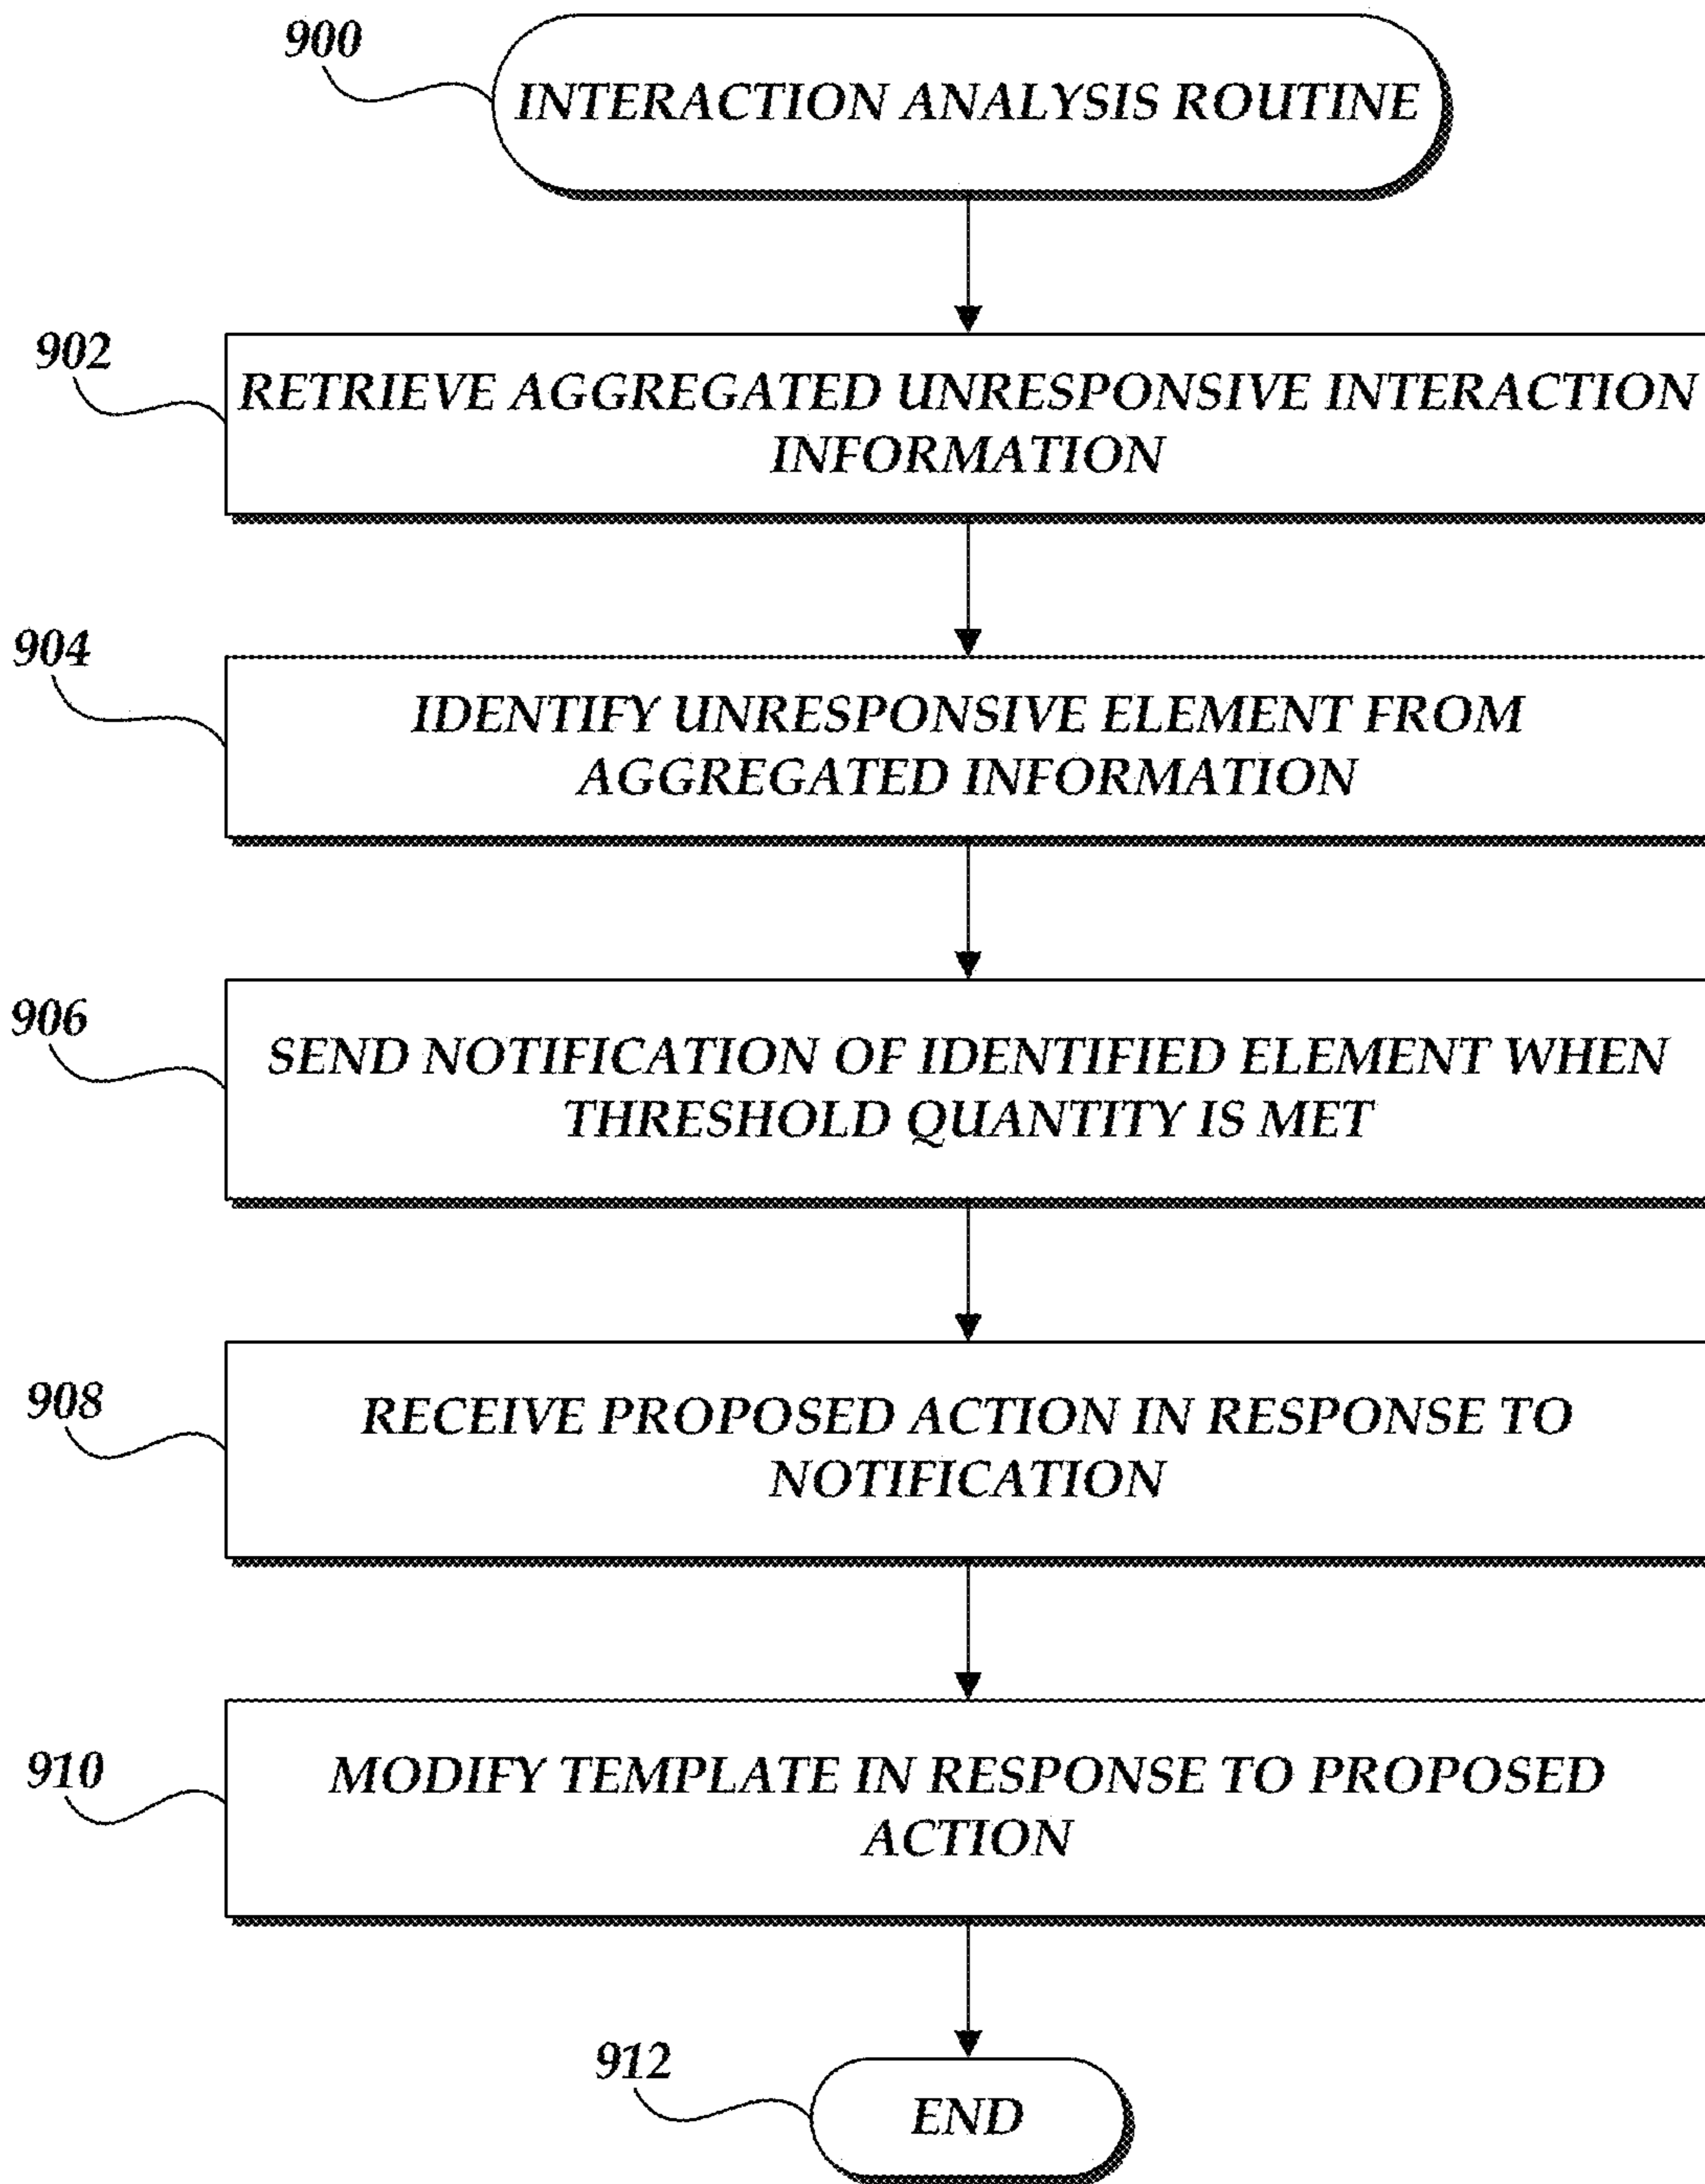 900
INTERACTION ANALYSIS ROUTINE
902
RETRIEVE AGGREGATED UNRESPONSIVE INTERACTION
INFORMATION
904
IDENTIFY UNRESPONSIVE ELEMENT FROM
AGGREGATED INFORMATION
906
SEND NOTIFICATION OF IDENTIFIED ELEMENT WHEN
THRESHOLD QUANTITY IS MET
908
RECEIVE PROPOSED ACTION IN RESPONSE TO
NOTIFICATION
910
MODIFY TEMPLATE IN RESPONSE TO PROPOSED
ACTION
912
END